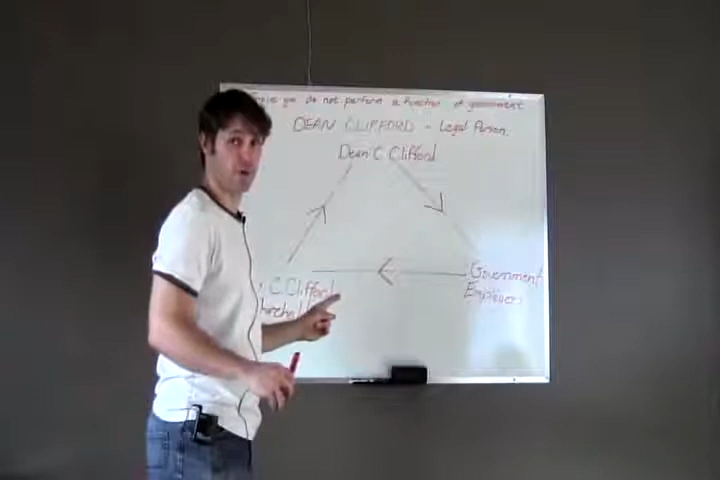 you do not perform a function of government
DEAN CLIFFORD - Legal Person.
Dean C Clifford
C Clifford
Government
Employees